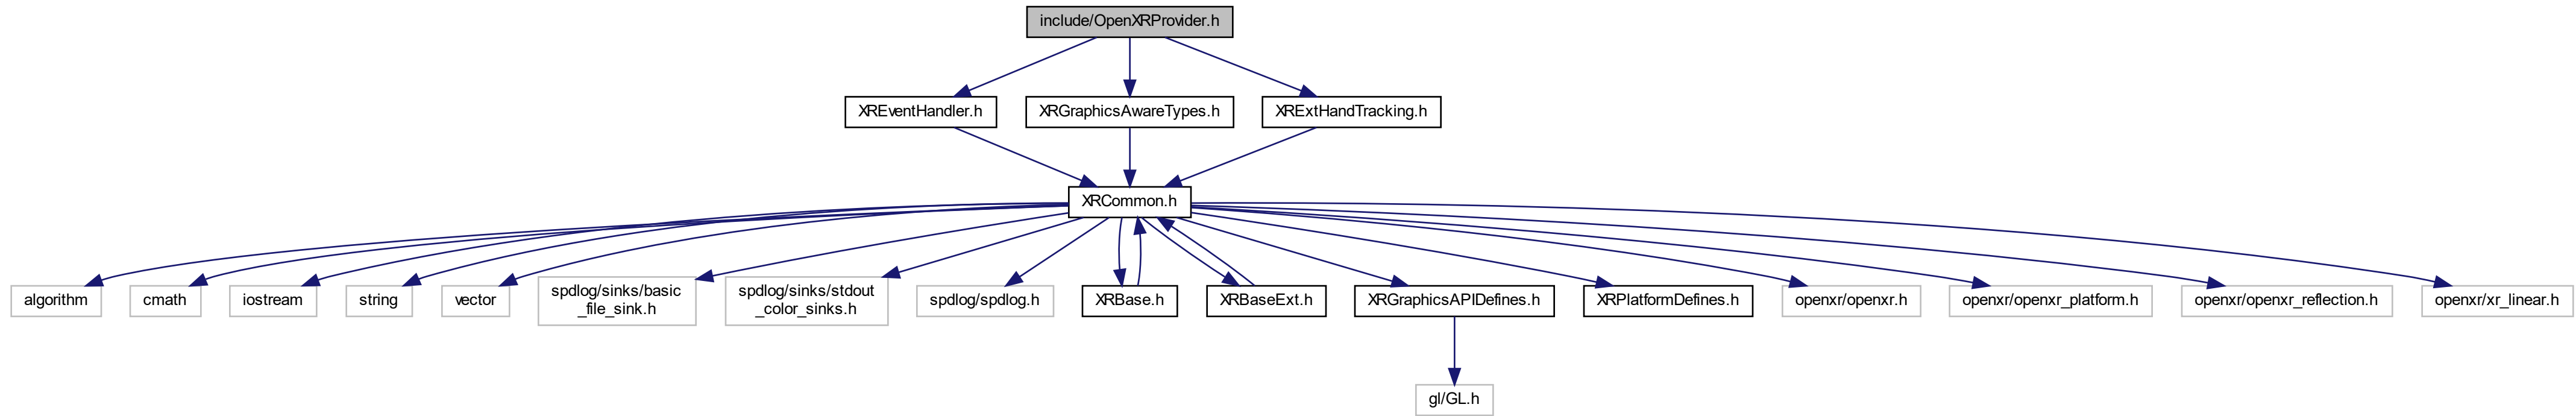 include/OpenXRProvider.h
XREventHandler.h
XRGraphicsAwareTypes.h
XRExtHandTracking.h
XRCommon.h
algorithm
cmath
iostream
string
vector
spdlog/sinks/basic
_file_sink.h
spdlog/sinks/stdout
_color_sinks.h
spdlog/spdlog.h
XRBase.h
XRBaseExt.h
XRGraphicsAPIDefines.h
XRPlatformDefines.h
openxr/openxr.h
openxr/openxr_platform.h
openxr/openxr_reflection.h
openxr/xr_linear.h
gl/GL.h